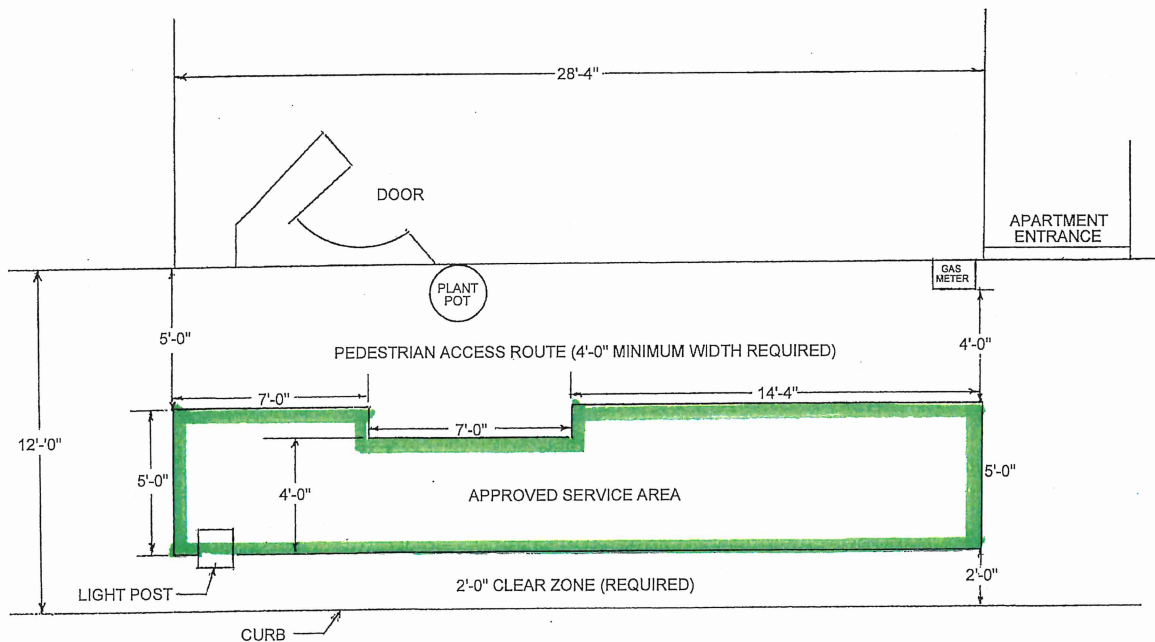 28'-4"
DOOR
APARTMENT
ENTRANCE
GAS
METER
PLANT
POT
5'-0"
4'-0"
PEDESTRIAN ACCESS ROUTE (4'-0" MINIMUM WIDTH REQUIRED)
7'-0"
14'-4"
7'-0"
12'-0"
5'-0"
4'-0"
APPROVED SERVICE AREA
5'-0"
2'-0" CLEAR ZONE (REQUIRED)
2'-0"
LIGHT POST
CURB